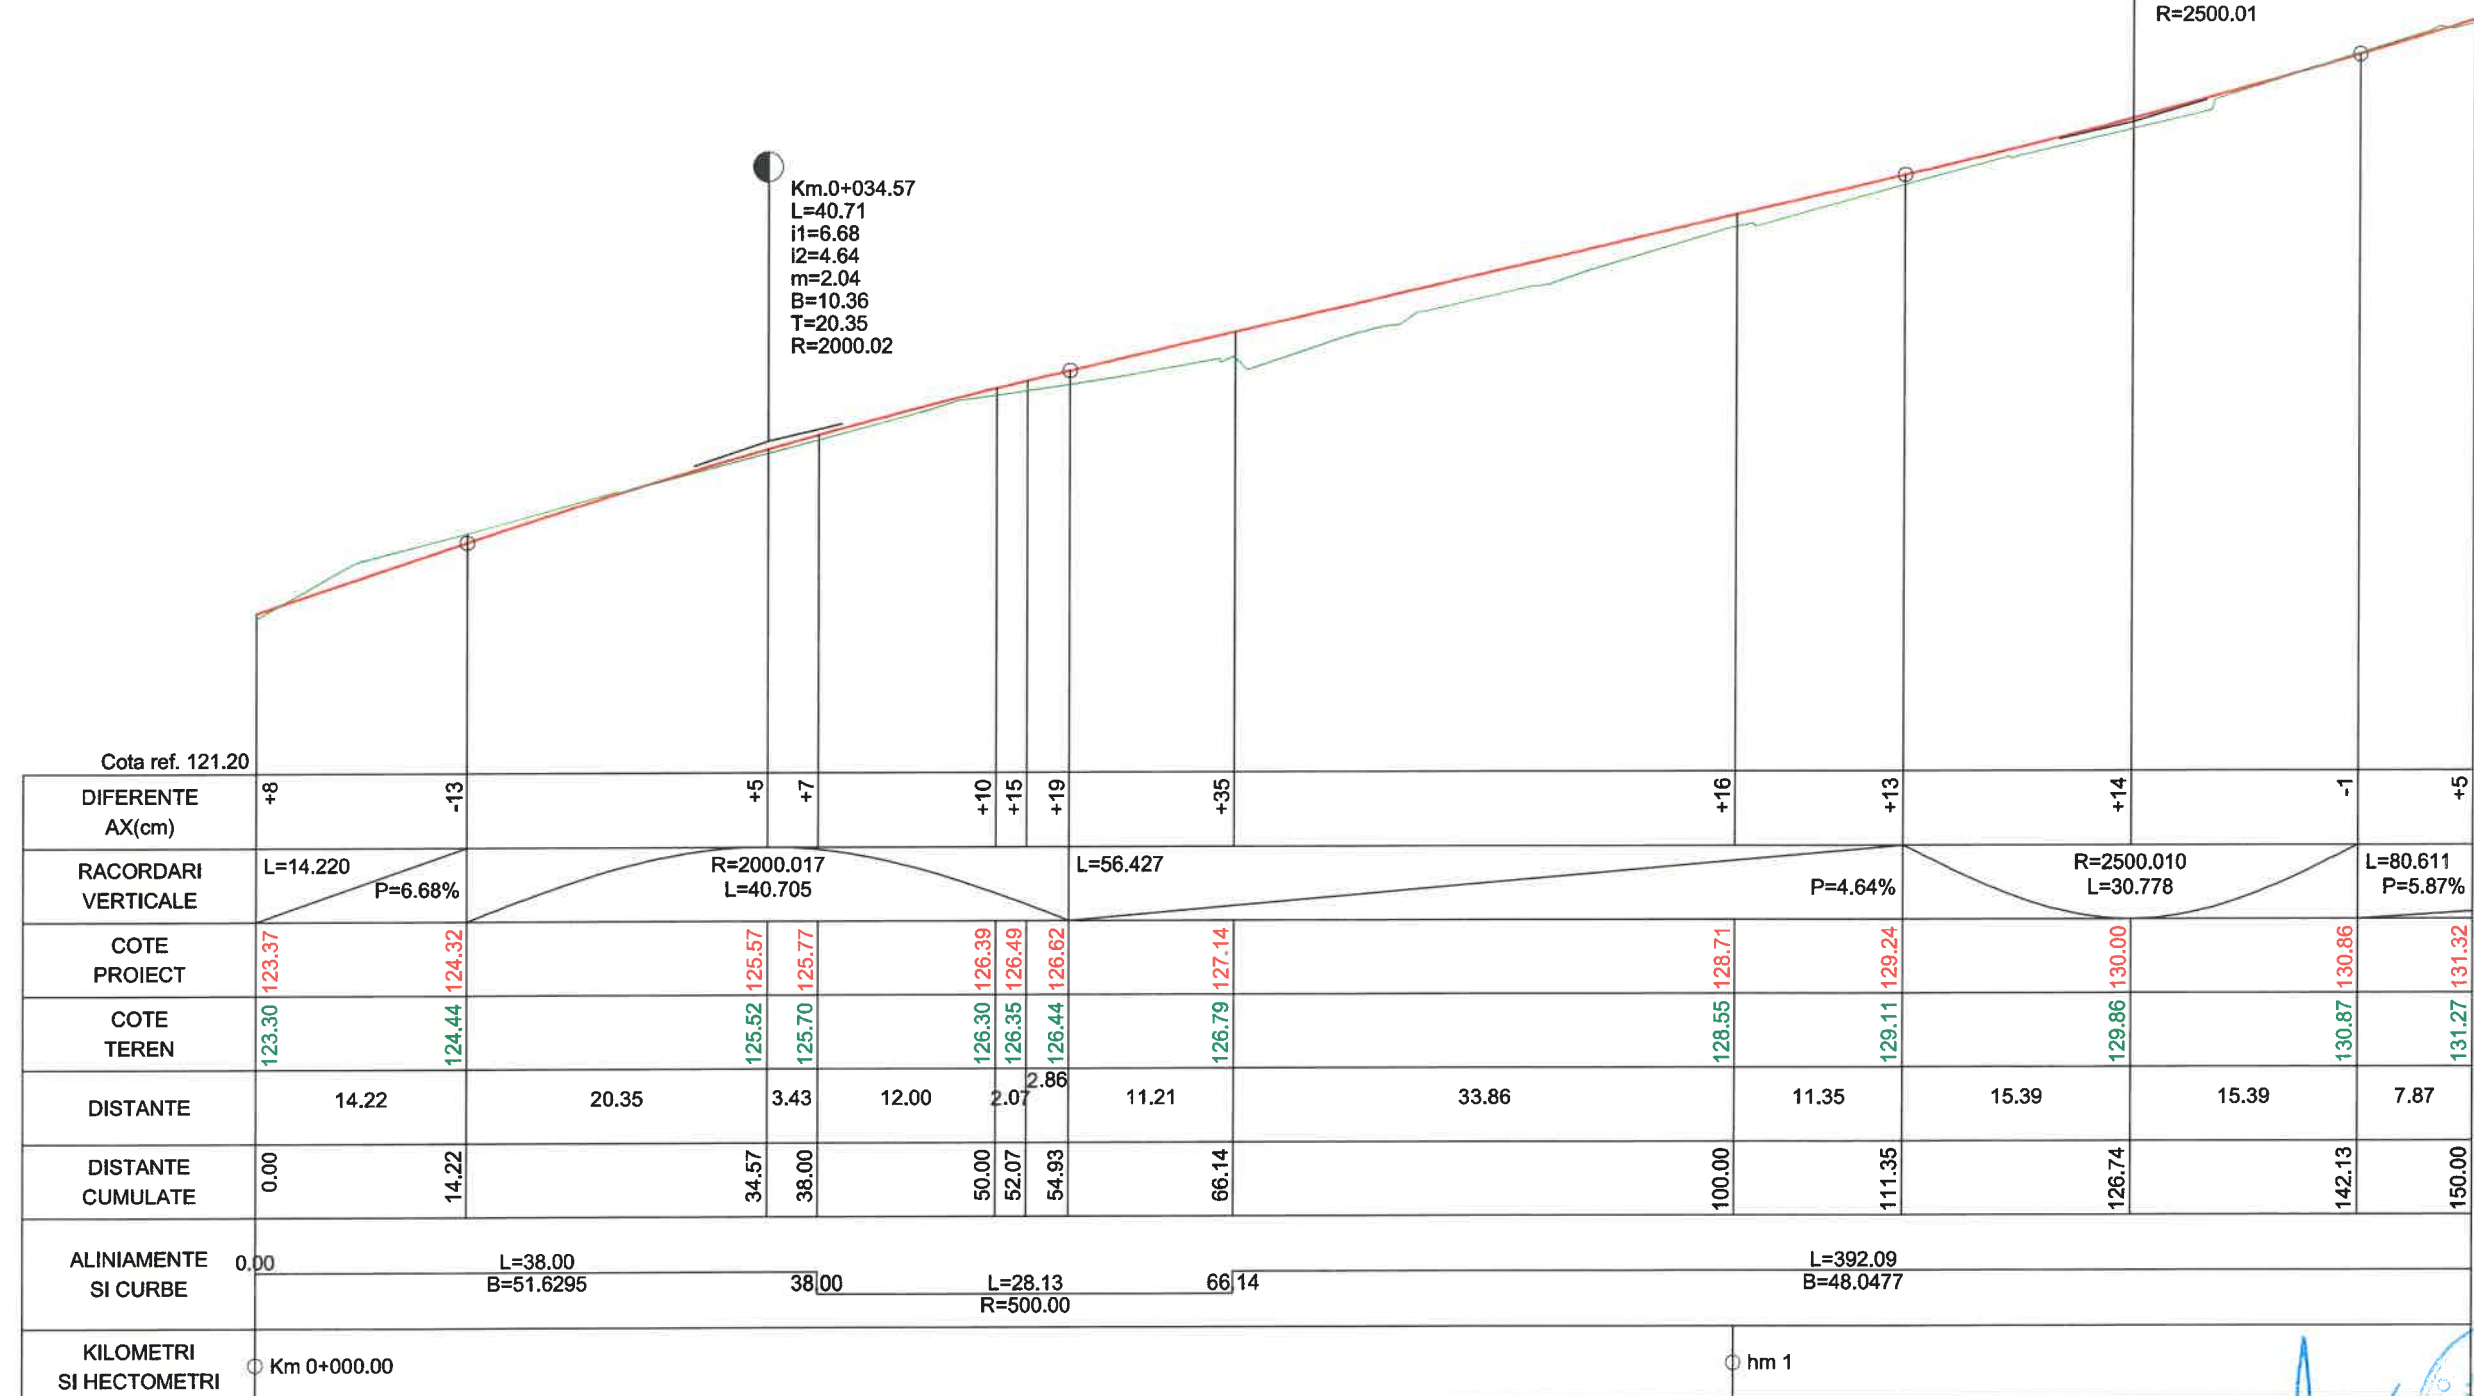 R=2500.01
Km.0+034.57
L=40.71
i1=6.68
I2=4.64
m=2.04
B=10.36
T=20.35
R=2000.02
Cota ref. 121.20
DIFERENTE
AX(cm)
+8 -13 +5 +7 +10 +15 +19 +35 +16 +13 +14 -1 +5
RACORDARI
VERTICALE
L=14.220
P=6.68%
R=2000.017
L=40.705
L=56.427
P=4.64%
R=2500.010
L=30.778
L=80.611
P=5.87%
COTE
PROIECT
123.37 124.32 125.57 125.77 126.39 126.49 126.62 127.14 128.71 129.24 130.00 130.86 131.32
COTE
TEREN
123.30 124.44 125.52 125.70 126.30 126.35 126.44 126.79 128.55 129.11 129.86 130.87 131.27
DISTANTE
14.22 20.35 3.43 12.00 2.07 2.86 11.21 33.86 11.35 15.39 15.39 7.87
DISTANTE
CUMULATE
0.00 14.22 34.57 38.00 50.00 52.07 54.93 66.14 100.00 111.35 126.74 142.13 150.00
ALINIAMENTE
SI CURBE
0.00
L=38.00
B=51.6295
38.00
L=28.13
R=500.00
66.14
L=392.09
B=48.0477
KILOMETRI
SI HECTOMETRI
Km 0+000.00
hm 1